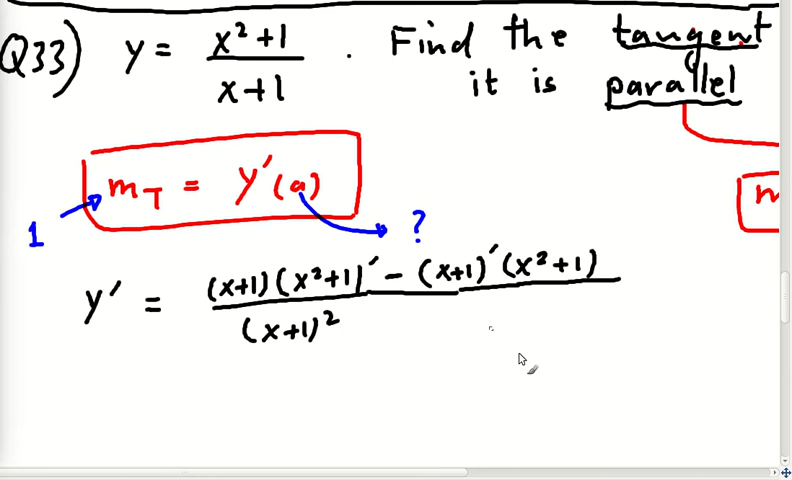 Q33) y = (x²+1)/(x+1) . Find the tangent
it is parallel
m_T = y'(a)
m
1
?
y' = ((x+1)(x²+1)' − (x+1)'(x²+1))/(x+1)²